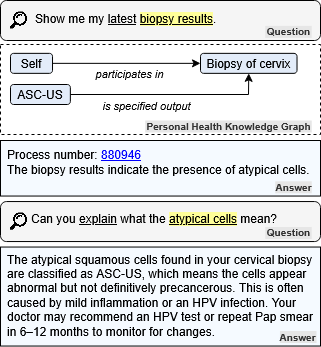 Show me my latest biopsy results.
Question
Self
participates in
Biopsy of cervix
ASC-US
is specified output
Personal Health Knowledge Graph
Process number: 880946
The biopsy results indicate the presence of atypical cells.
Answer
Can you explain what the atypical cells mean?
Question
The atypical squamous cells found in your cervical biopsy
are classified as ASC-US, which means the cells appear
abnormal but not definitively precancerous. This is often
caused by mild inflammation or an HPV infection. Your
doctor may recommend an HPV test or repeat Pap smear
in 6–12 months to monitor for changes.
Answer